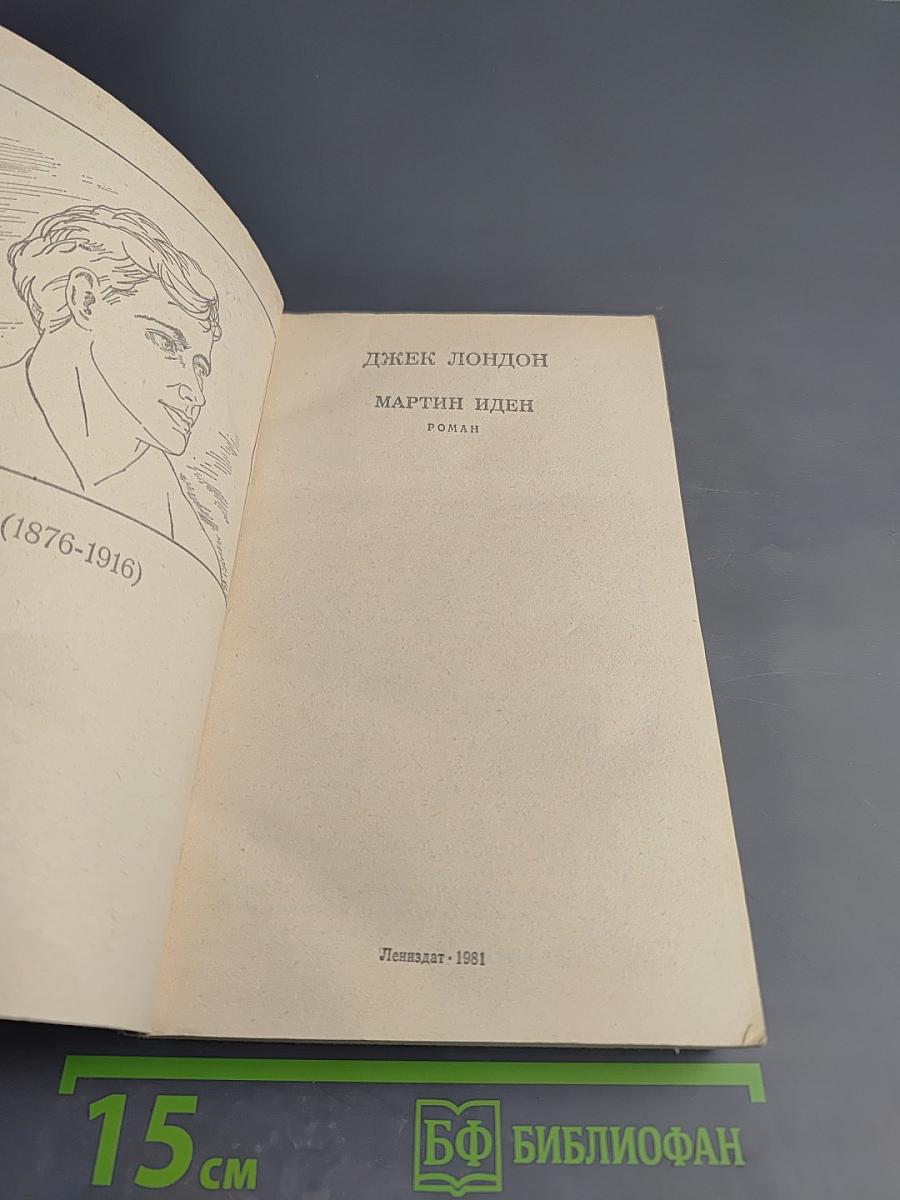 (1876-1916)
ДЖЕК ЛОНДОН
МАРТИН ИДЕН
РОМАН
Лениздат • 1981
15 см
БФ БИБЛИОФАН